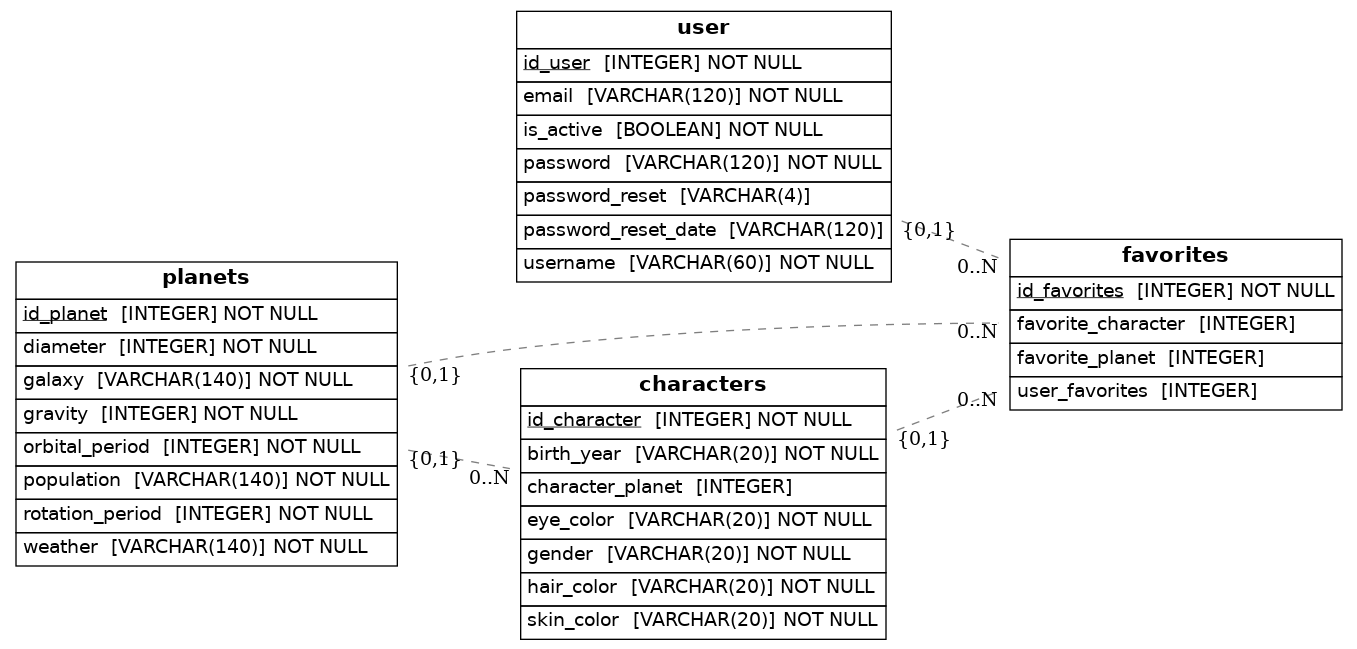 user
id_user [INTEGER] NOT NULL
email [VARCHAR(120)] NOT NULL
is_active [BOOLEAN] NOT NULL
password [VARCHAR(120)] NOT NULL
password_reset [VARCHAR(4)]
password_reset_date [VARCHAR(120)]
username [VARCHAR(60)] NOT NULL
{0,1}
0..N
favorites
id_favorites [INTEGER] NOT NULL
favorite_character [INTEGER]
favorite_planet [INTEGER]
user_favorites [INTEGER]
planets
id_planet [INTEGER] NOT NULL
diameter [INTEGER] NOT NULL
galaxy [VARCHAR(140)] NOT NULL
gravity [INTEGER] NOT NULL
orbital_period [INTEGER] NOT NULL
population [VARCHAR(140)] NOT NULL
rotation_period [INTEGER] NOT NULL
weather [VARCHAR(140)] NOT NULL
{0,1}
0..N
{0,1}
0..N
characters
id_character [INTEGER] NOT NULL
birth_year [VARCHAR(20)] NOT NULL
character_planet [INTEGER]
eye_color [VARCHAR(20)] NOT NULL
gender [VARCHAR(20)] NOT NULL
hair_color [VARCHAR(20)] NOT NULL
skin_color [VARCHAR(20)] NOT NULL
{0,1}
0..N